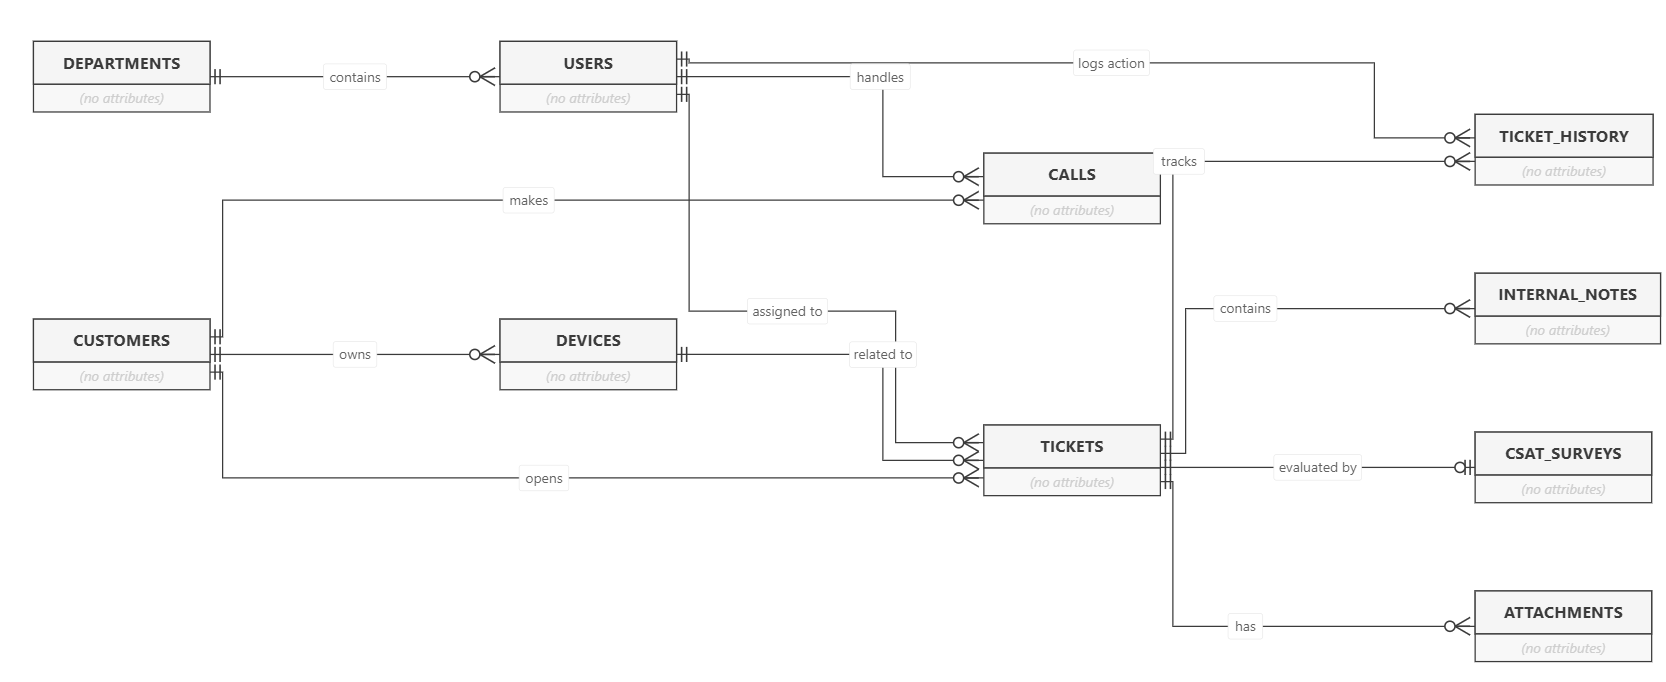 DEPARTMENTS
(no attributes)
contains
USERS
(no attributes)
logs action
handles
TICKET_HISTORY
(no attributes)
tracks
CALLS
(no attributes)
makes
assigned to
contains
INTERNAL_NOTES
(no attributes)
CUSTOMERS
(no attributes)
owns
DEVICES
(no attributes)
related to
TICKETS
(no attributes)
opens
evaluated by
CSAT_SURVEYS
(no attributes)
has
ATTACHMENTS
(no attributes)